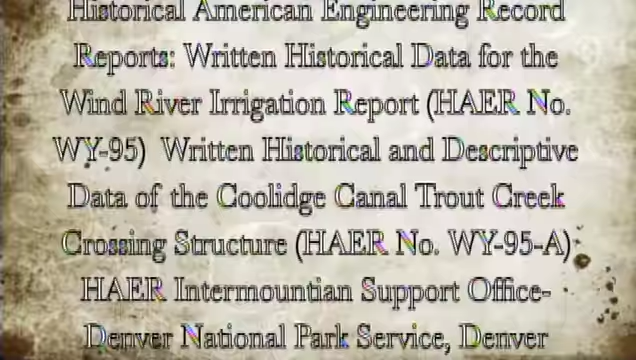 Historical American Engineering Record
Reports: Written Historical Data for the
Wind River Irrigation Report (HAER No.
WY-95)  Written Historical and Descriptive
Data of the Coolidge Canal Trout Creek
Crossing Structure (HAER No. WY-95-A)
HAER Intermountian Support Office-
Denver National Park Service, Denver